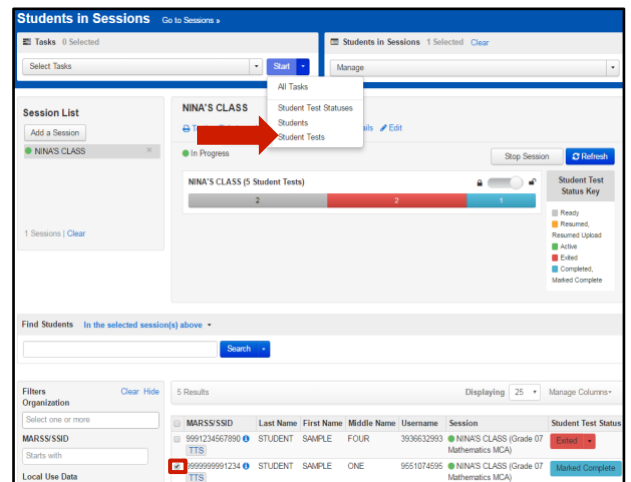 Students in Sessions Go to Sessions »
Tasks 0 Selected
Students in Sessions 1 Selected Clear
Select Tasks
Start
Manage
All Tasks
Student Test Statuses
Students
Student Tests
Session List
Add a Session
NINA'S CLASS ×
1 Sessions | Clear
NINA'S CLASS
Edit
In Progress
Stop Session
Refresh
NINA'S CLASS (5 Student Tests)
2 2 1
Student Test
Status Key
Ready
Resumed,
Resumed Upload
Active
Exited
Completed,
Marked Complete
Find Students In the selected session(s) above
Search
Filters Clear Hide
Organization
Select one or more
MARSS/SSID
Starts with
Local Use Data
5 Results
Displaying 25 Manage Columns
MARSS/SSID Last Name First Name Middle Name Username Session Student Test Status
9991234567890 STUDENT SAMPLE FOUR 3936632993 NINA'S CLASS (Grade 07 Exited
TTS Mathematics MCA)
9999999991234 STUDENT SAMPLE ONE 9551074595 NINA'S CLASS (Grade 07 Marked Complete
TTS Mathematics MCA)